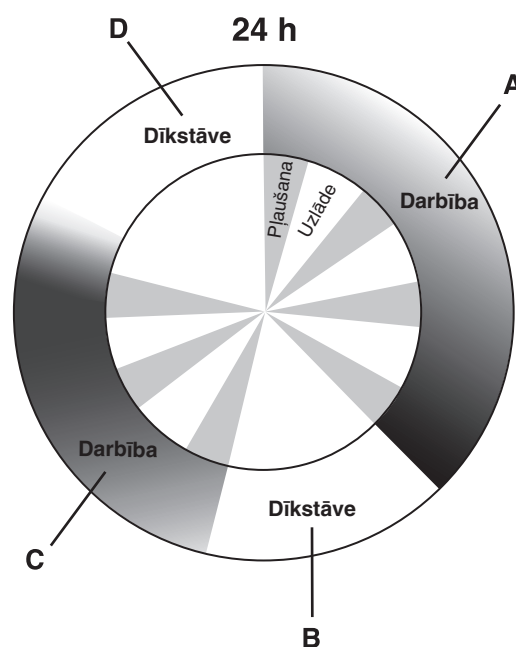 D
24 h
A
Dīkstāve
Darbība
Pļaušana
Uzlāde
Darbība
Dīkstāve
C
B